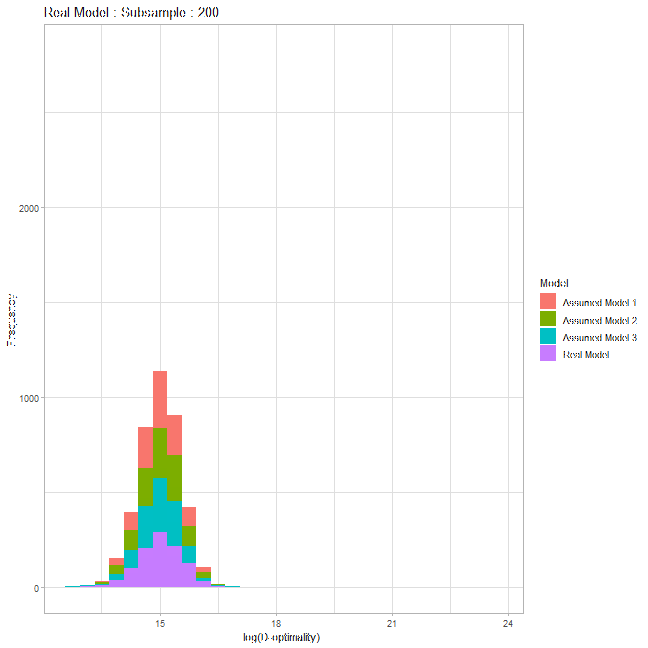 Real Model : Subsample : 200
2000
1000
0
Frequency
15
18
21
24
log(D-optimality)
Model
Assumed Model 1
Assumed Model 2
Assumed Model 3
Real Model